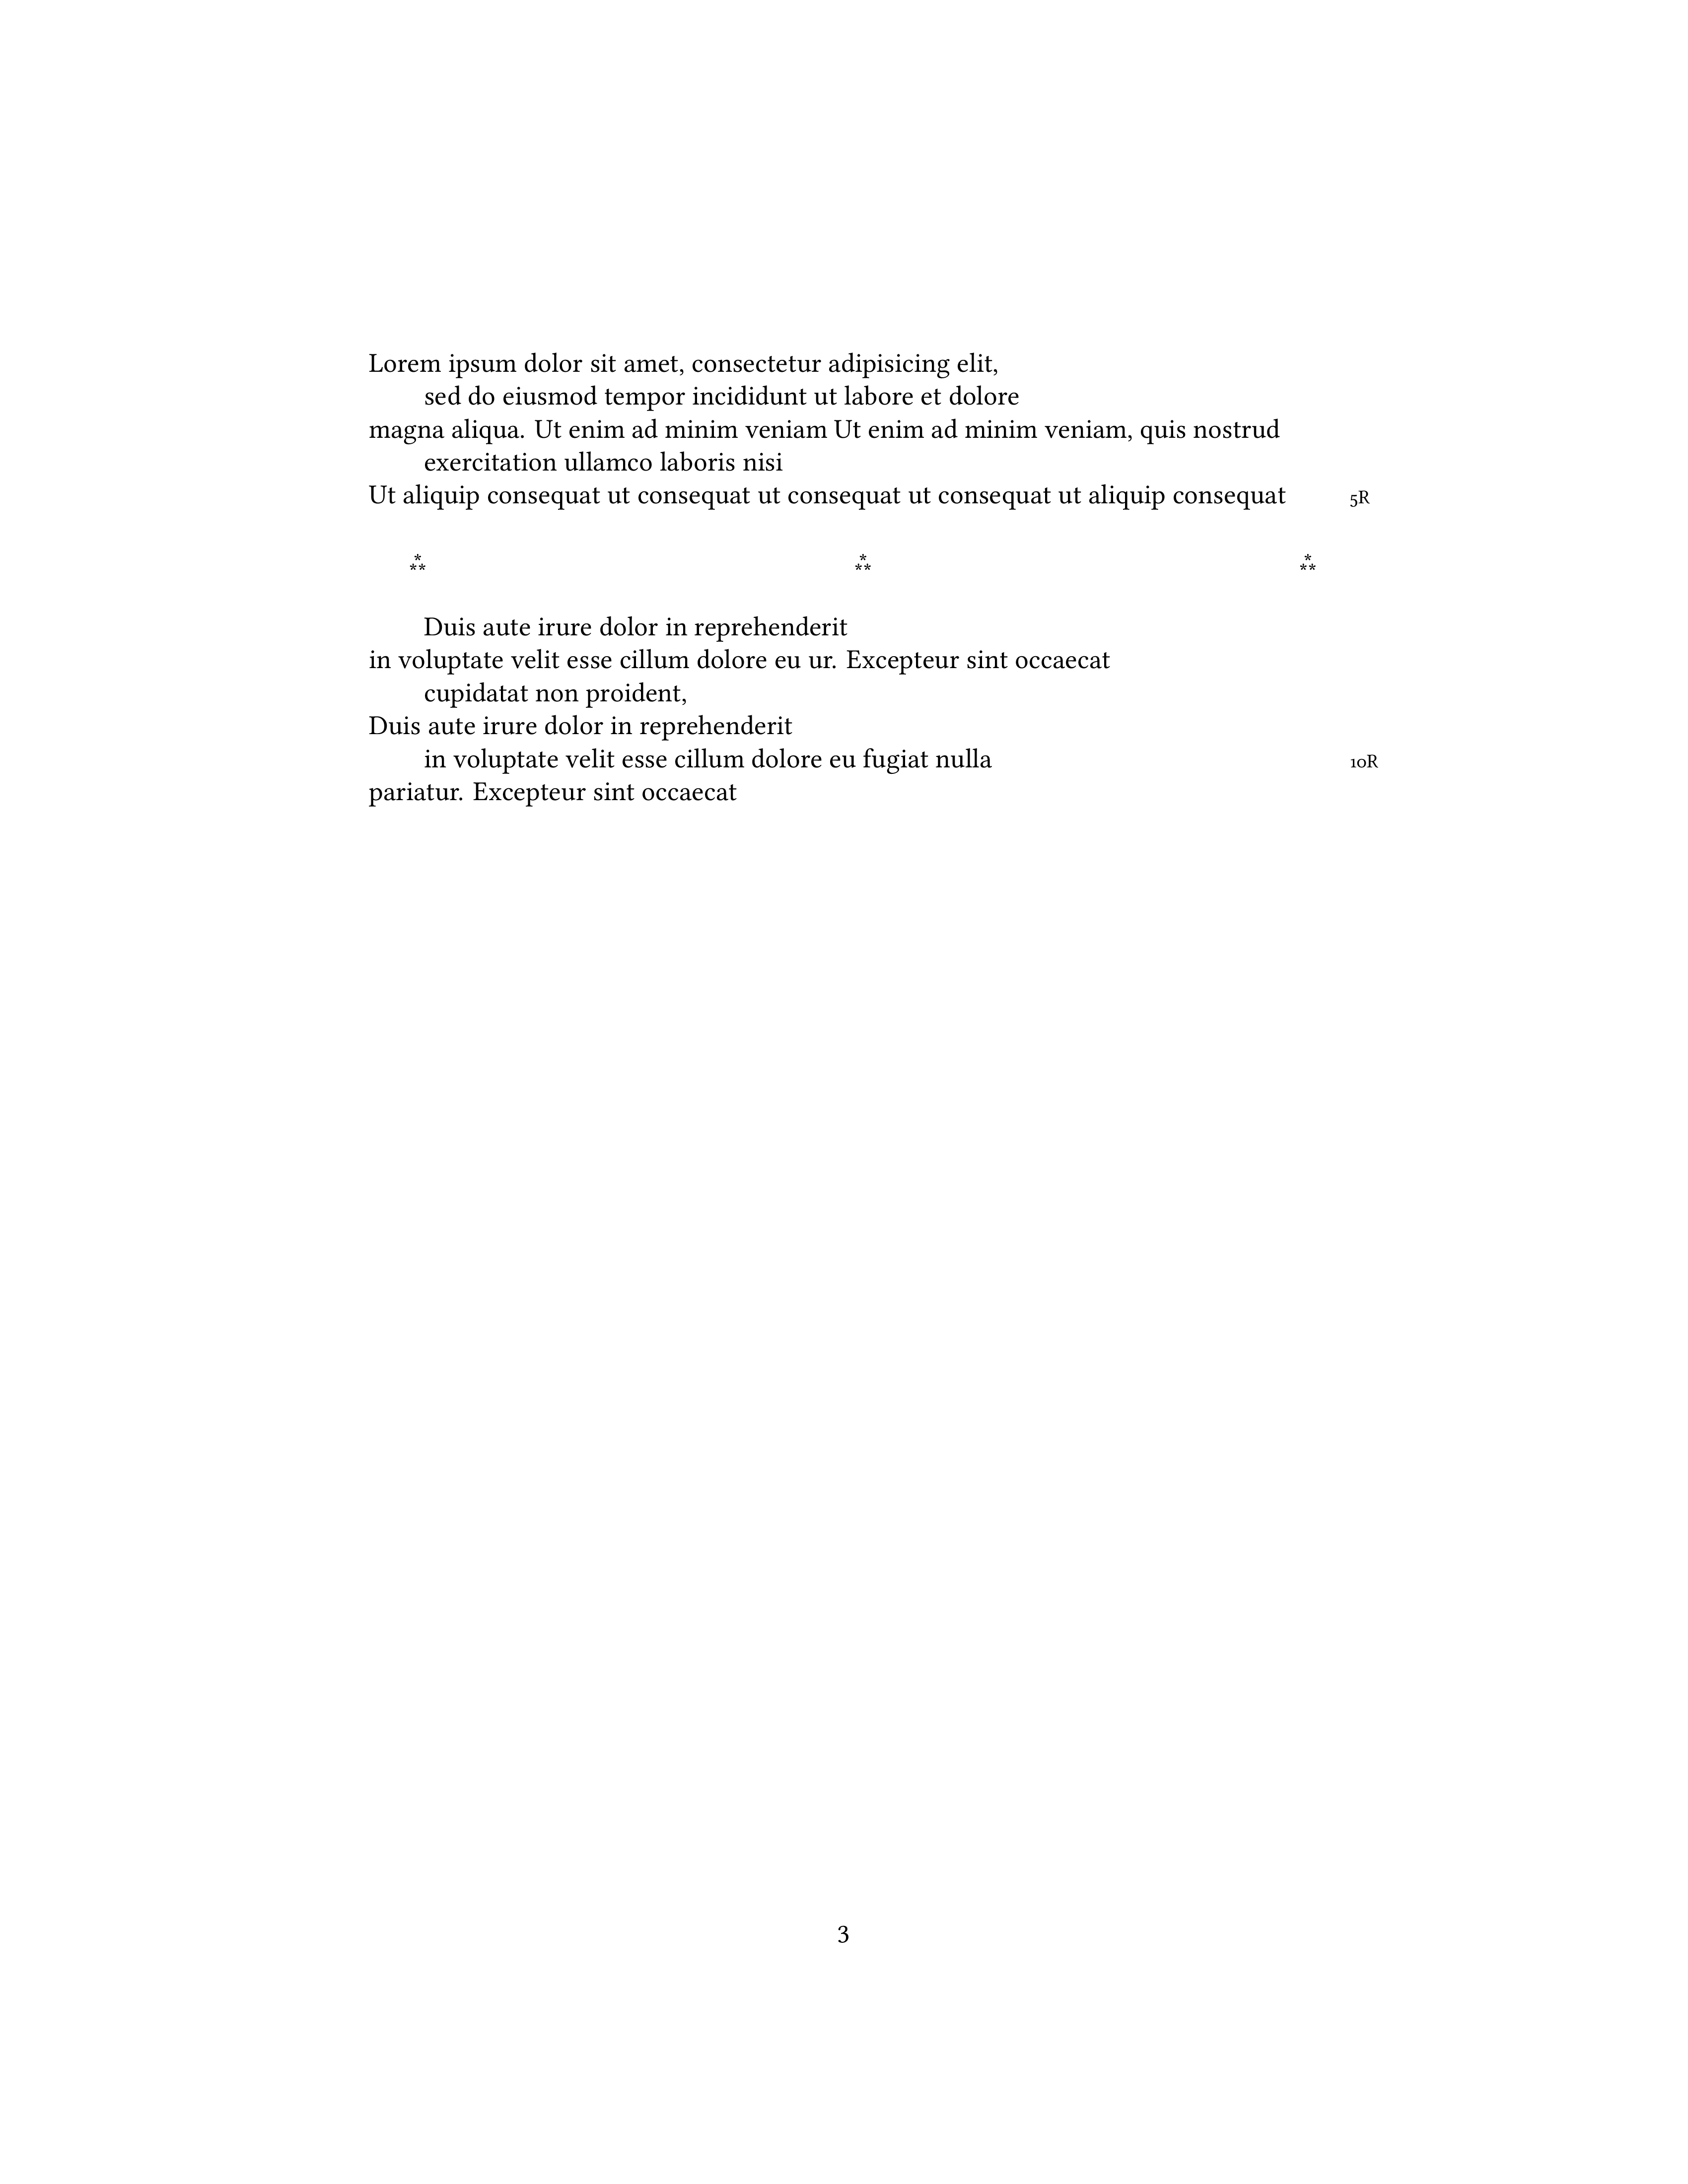 Lorem ipsum dolor sit amet, consectetur adipisicing elit,
sed do eiusmod tempor incididunt ut labore et dolore
magna aliqua. Ut enim ad minim veniam Ut enim ad minim veniam, quis nostrud
exercitation ullamco laboris nisi
Ut aliquip consequat ut consequat ut consequat ut consequat ut aliquip consequat 5R
⁂ ⁂ ⁂
Duis aute irure dolor in reprehenderit
in voluptate velit esse cillum dolore eu ur. Excepteur sint occaecat
cupidatat non proident,
Duis aute irure dolor in reprehenderit
in voluptate velit esse cillum dolore eu fugiat nulla 10R
pariatur. Excepteur sint occaecat
3